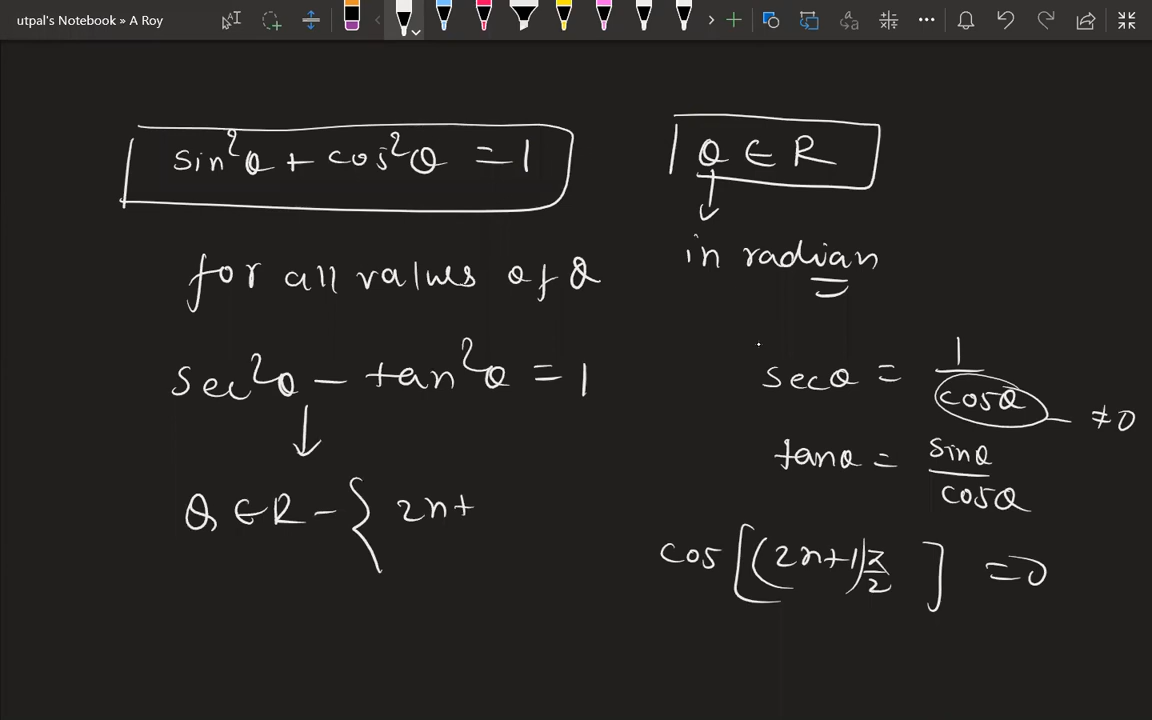 utpal's Notebook » A Roy
sin²θ + cos²θ = 1
θ ∈ R
in radian
for all values of θ
sec²θ - tan²θ = 1
secθ = 1/cosθ ≠ 0
tanθ = sinθ/cosθ
θ ∈ R - { 2n+
cos[(2n+1)π/2] = 0